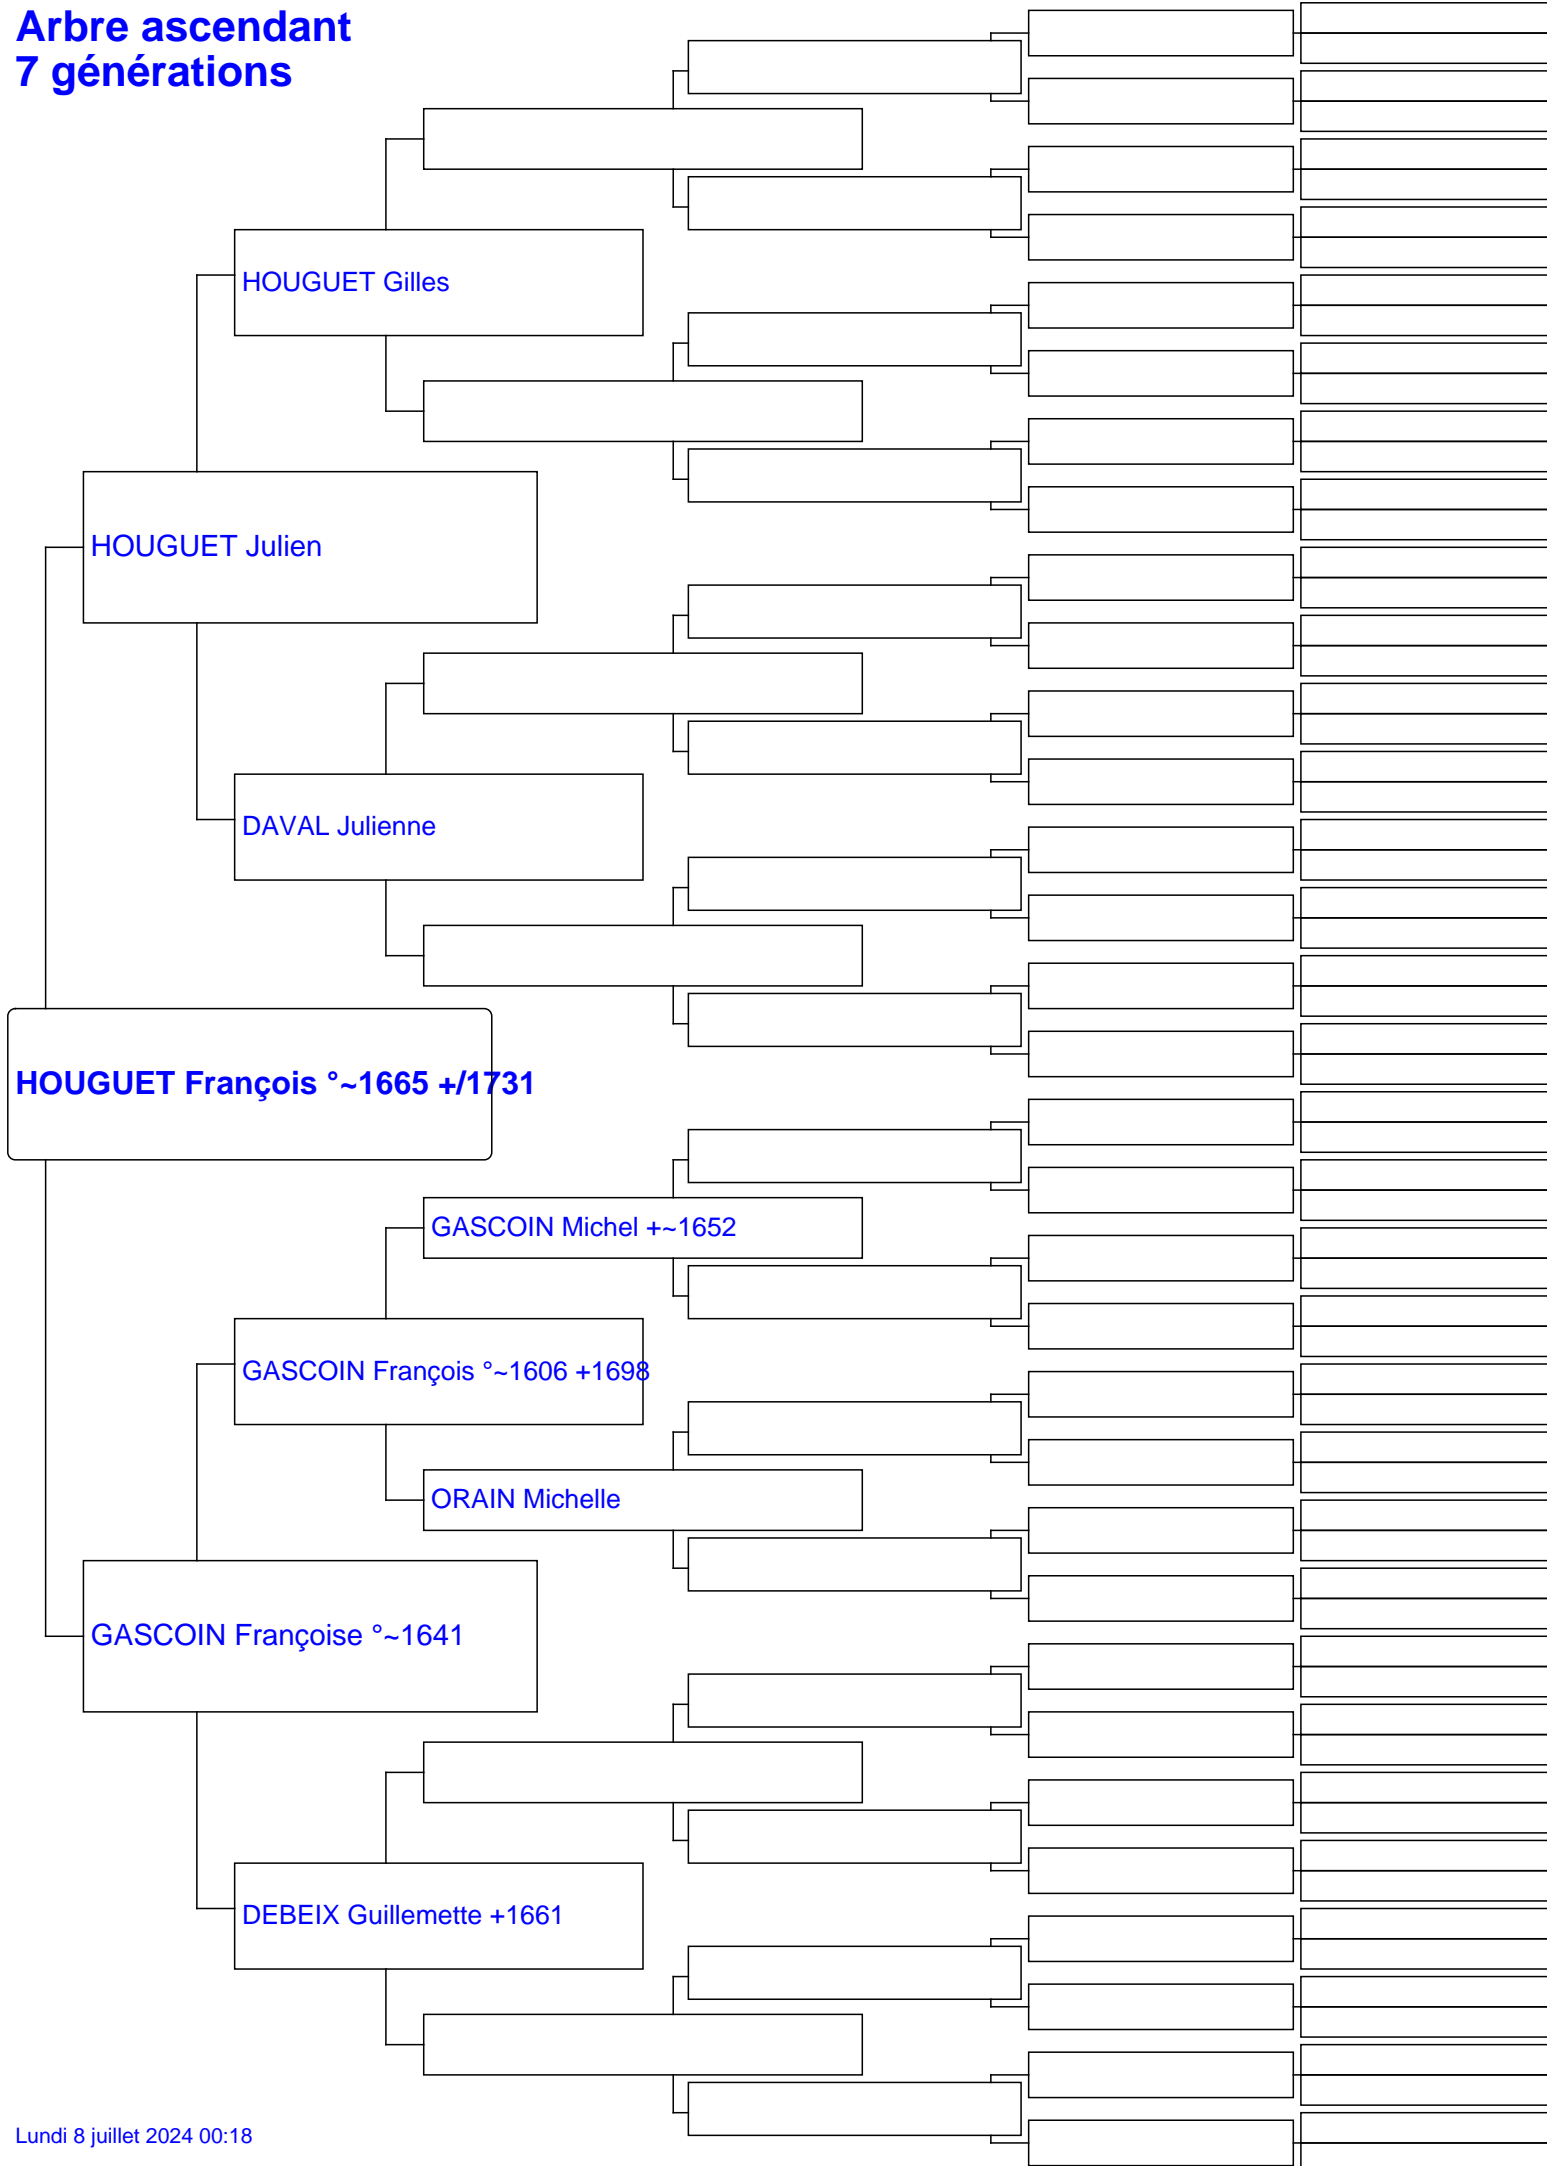 Arbre ascendant
7 générations
HOUGUET Gilles
HOUGUET Julien
DAVAL Julienne
HOUGUET François °~1665 +/1731
GASCOIN Michel +~1652
GASCOIN François °~1606 +1698
ORAIN Michelle
GASCOIN Françoise °~1641
DEBEIX Guillemette +1661
Lundi 8 juillet 2024 00:18